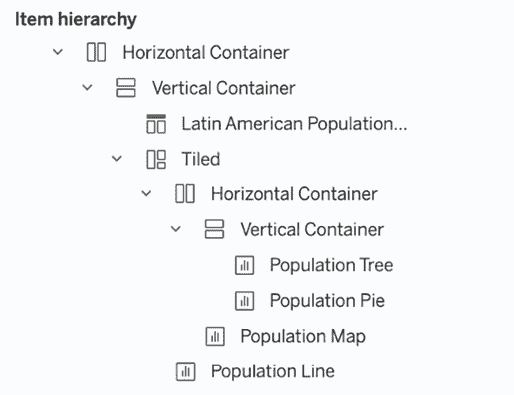 Item hierarchy
Horizontal Container
Vertical Container
Latin American Population...
Tiled
Horizontal Container
Vertical Container
Population Tree
Population Pie
Population Map
Population Line